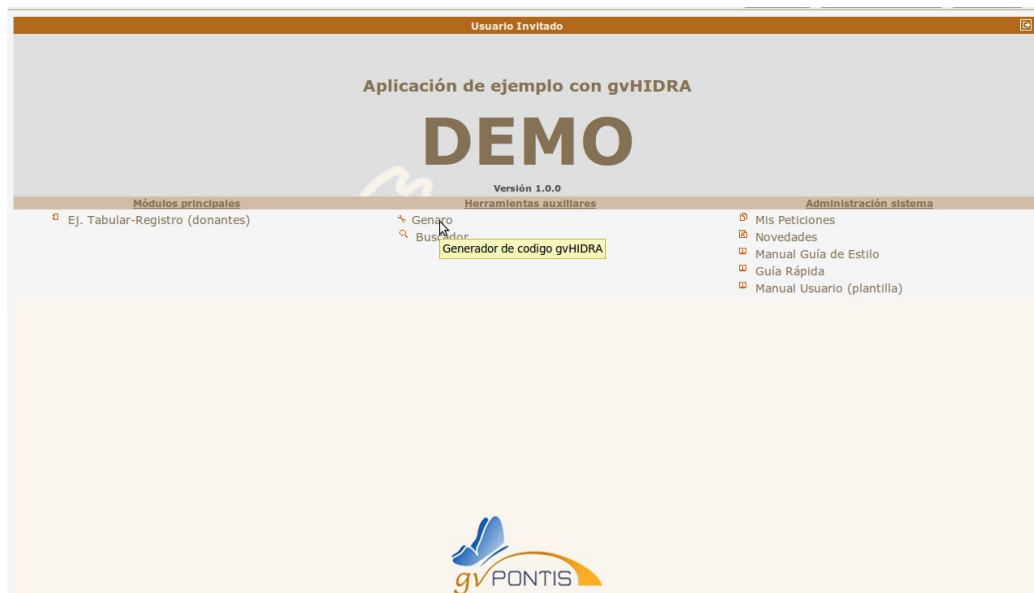 Usuario Invitado
Aplicación de ejemplo con gvHIDRA
DEMO
Versión 1.0.0
Módulos principales
Ej. Tabular-Registro (donantes)
Herramientas auxiliares
Genaro
Buscador
Generador de codigo gvHIDRA
Administración sistema
Mis Peticiones
Novedades
Manual Guía de Estilo
Guía Rápida
Manual Usuario (plantilla)
gvPONTIS